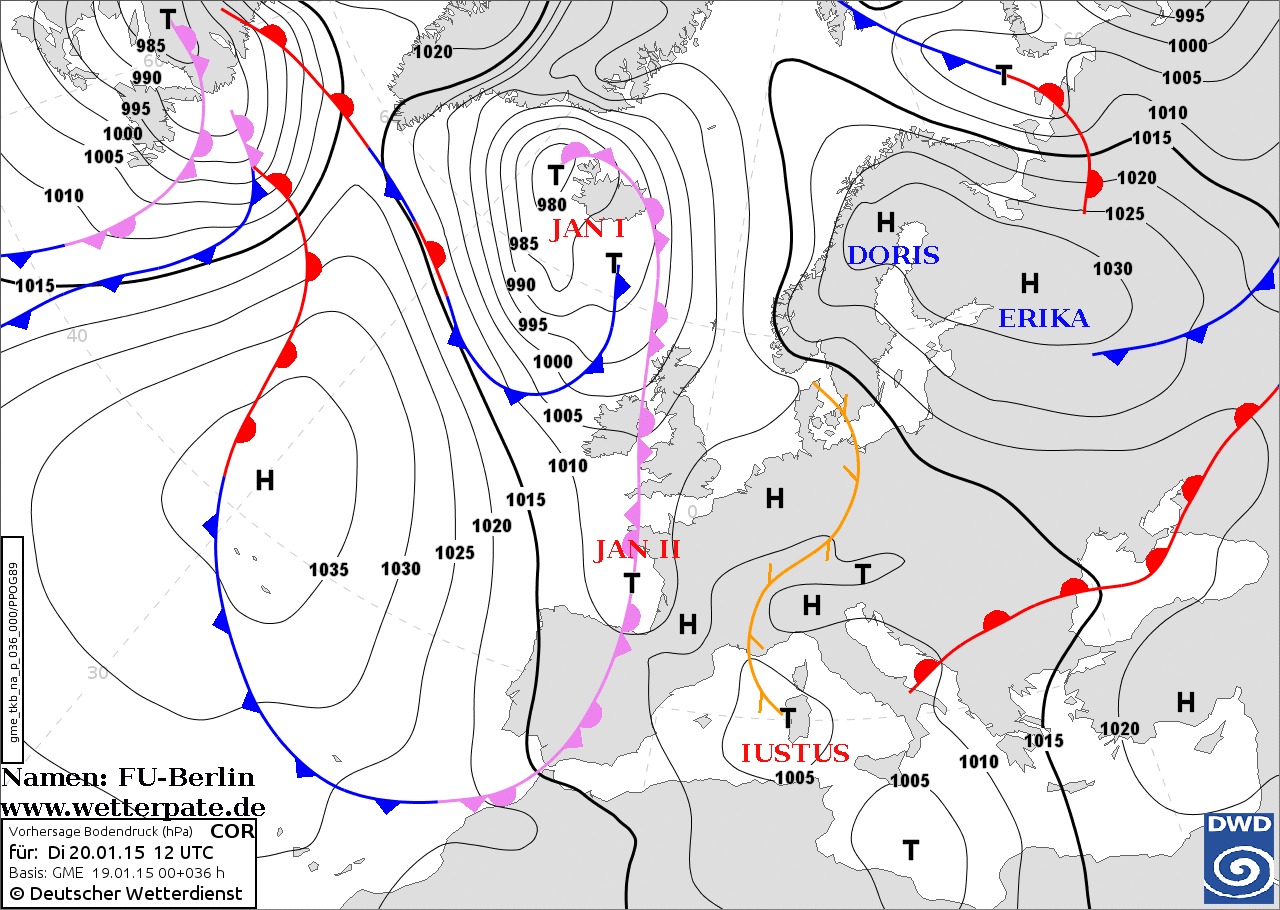 T
985
990
995
1000
1005
1010
1015
60
60
1020
T
980
JAN I
985
T
990
995
1000
1005
1010
1015
1020
1025
1030
1035
H
40
30
995
1000
1005
1010
1015
1020
1025
1030
T
H
DORIS
H
ERIKA
H
0
JAN II
T
H
T
H
T
IUSTUS
1005
1005
T
1010
1015
1020
H
gme_tkb_na_p_036_000/PPOG89
Namen: FU-Berlin
www.wetterpate.de
Vorhersage Bodendruck (hPa) COR
für: Di 20.01.15 12 UTC
Basis: GME 19.01.15 00+036 h
© Deutscher Wetterdienst
DWD